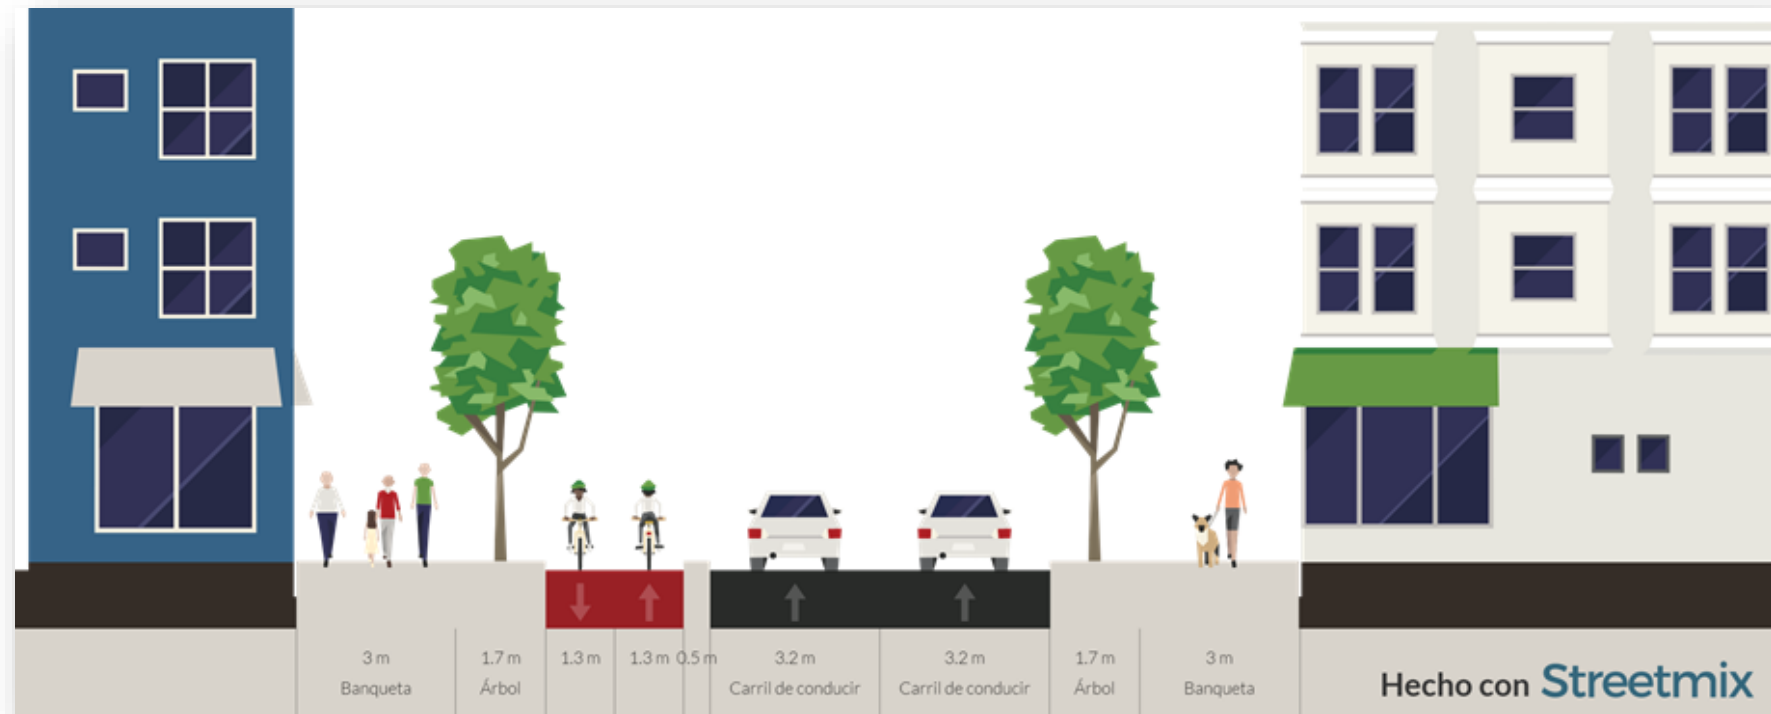 3 m
Banqueta
1.7 m
Árbol
1.3 m
1.3 m
0.5 m
3.2 m
Carril de conducir
3.2 m
Carril de conducir
1.7 m
Árbol
3 m
Banqueta
Hecho con Streetmix